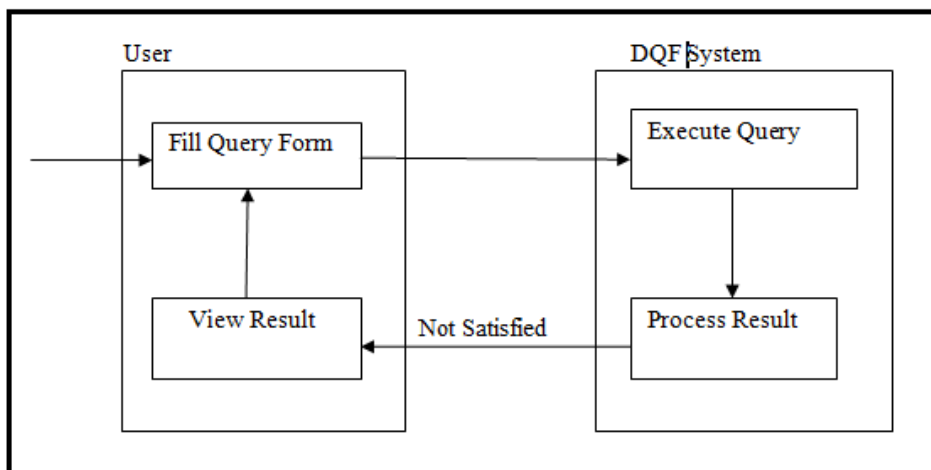 User
DQF System
Fill Query Form
Execute Query
View Result
Not Satisfied
Process Result